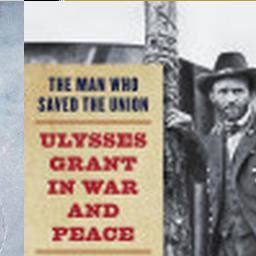 THE MAN WHO
SAVED THE UNION
ULYSSES
GRANT
IN WAR
AND
PEACE